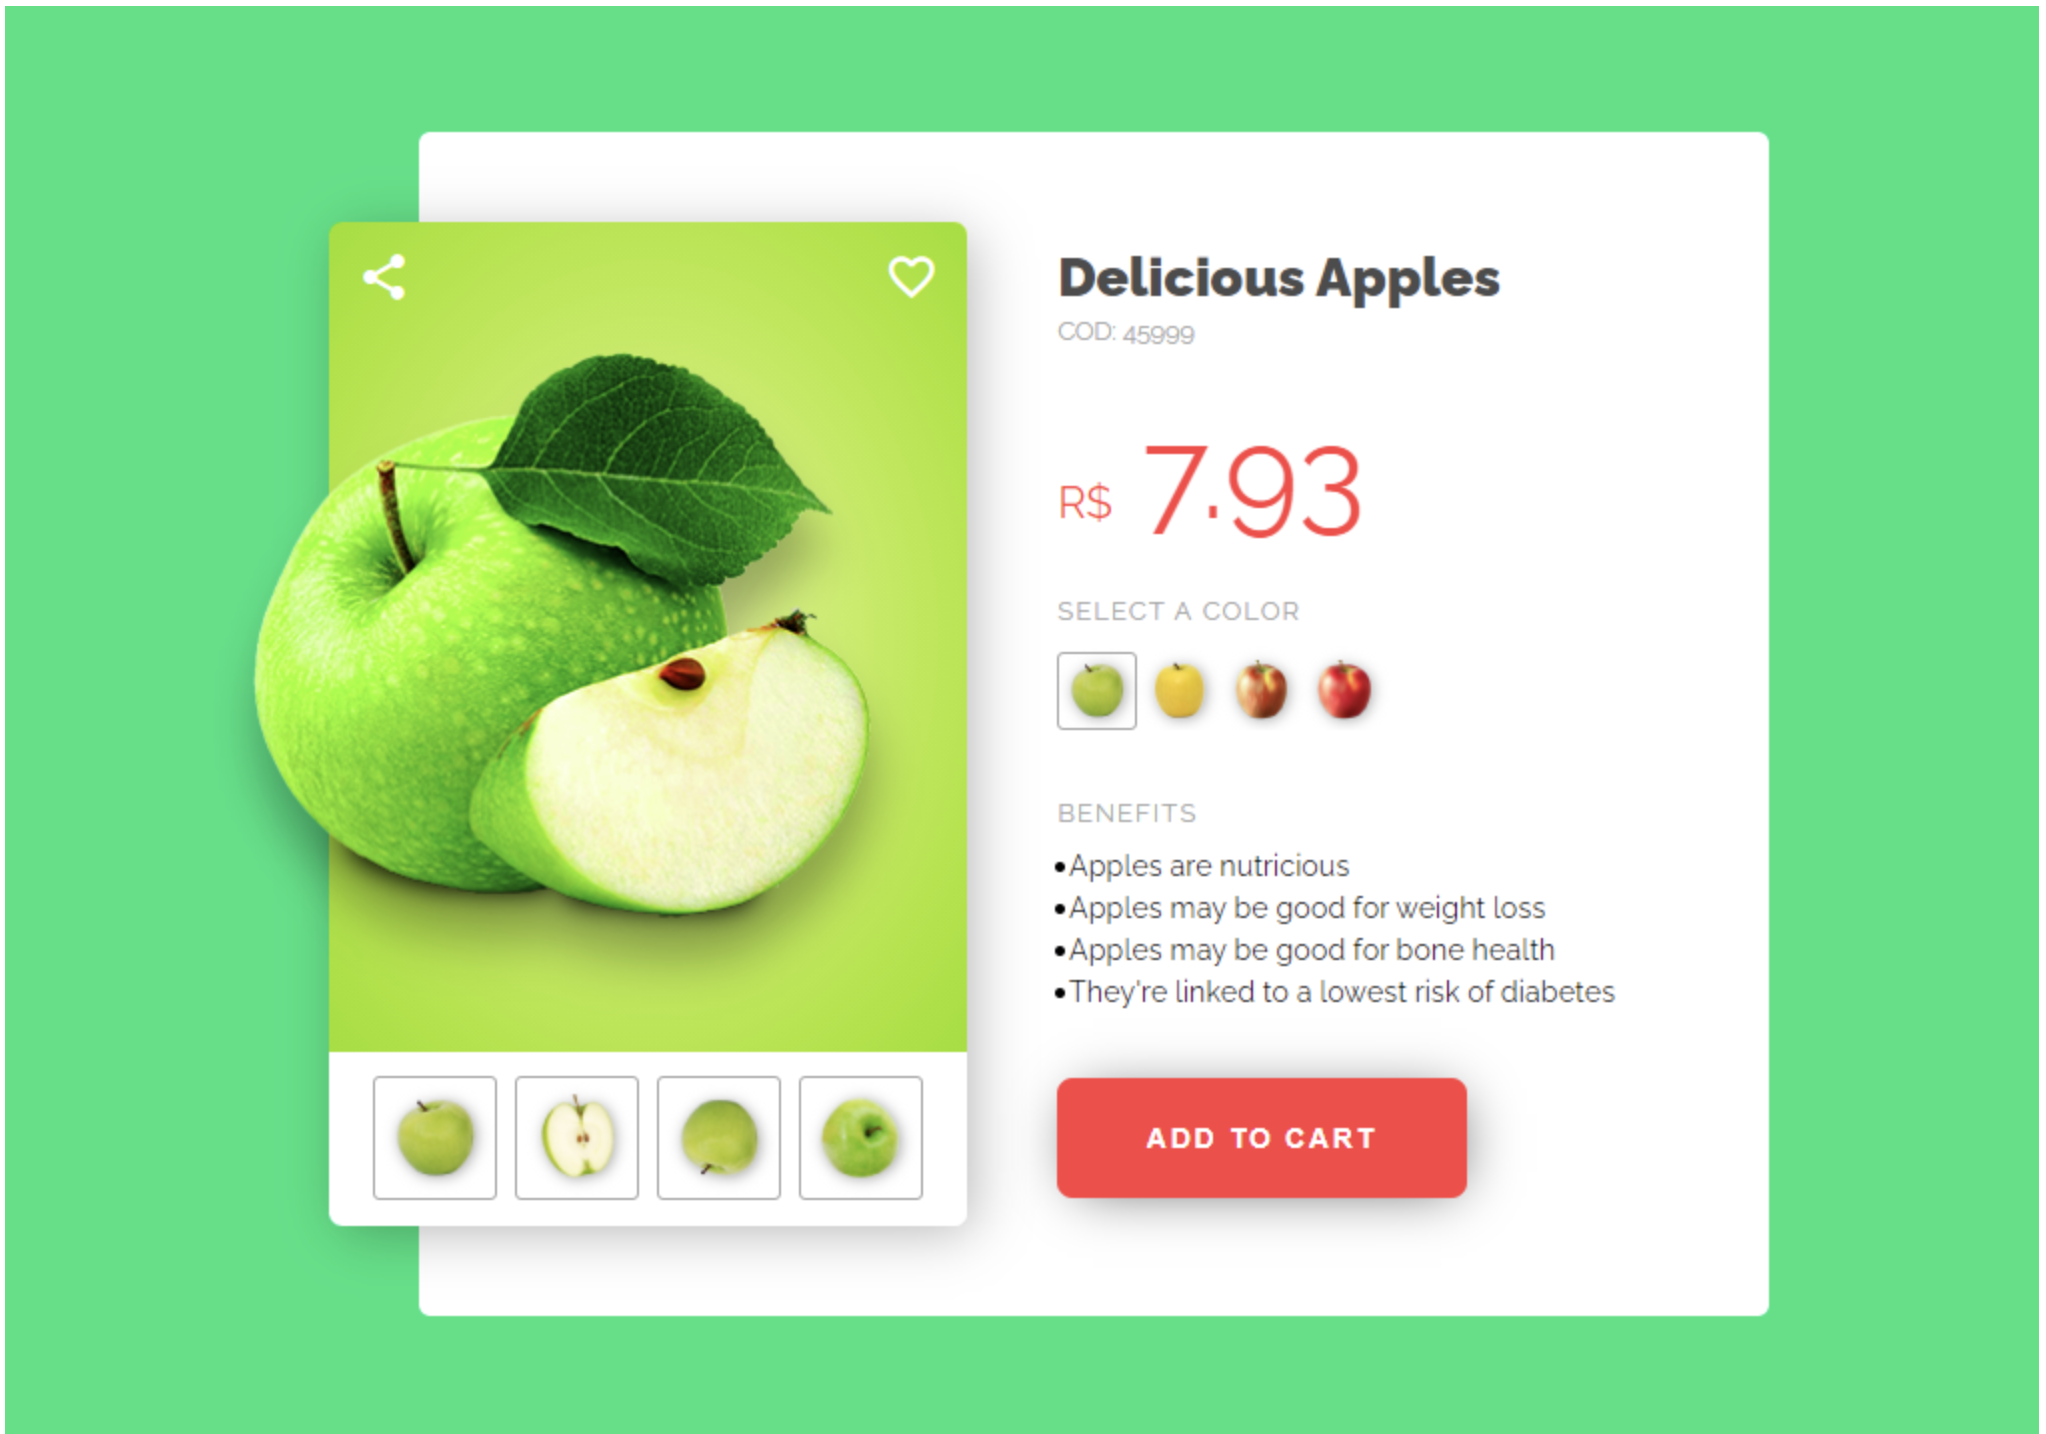 Delicious Apples
COD: 45999
R$ 7.93
SELECT A COLOR
BENEFITS
•Apples are nutricious
•Apples may be good for weight loss
•Apples may be good for bone health
•They're linked to a lowest risk of diabetes
ADD TO CART